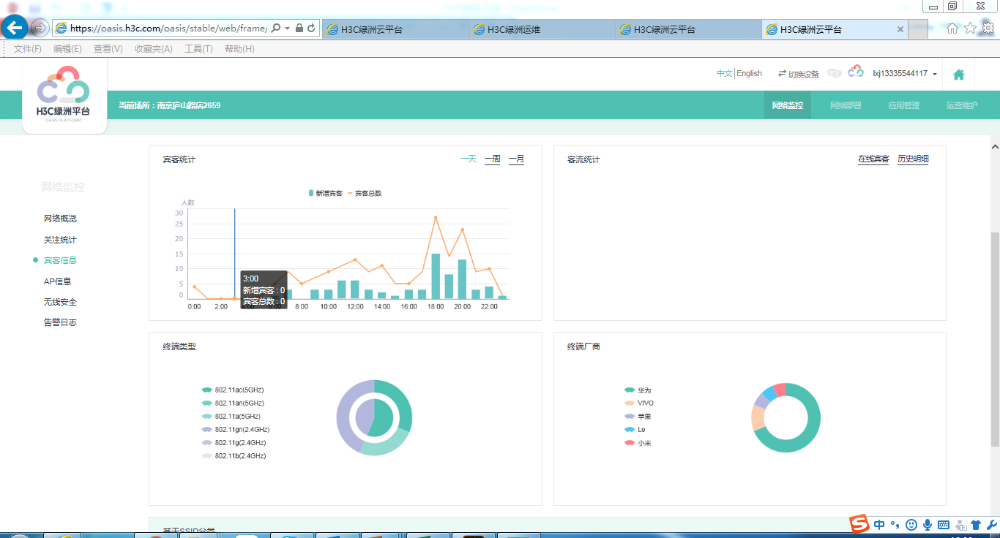 https://oasis.h3c.com/oasis/stable/web/frame/
H3C绿洲云平台
H3C绿洲运维
H3C绿洲云平台
H3C绿洲云平台
文件(F) 编辑(E) 查看(V) 收藏夹(A) 工具(T) 帮助(H)
中文 | English
切换设备
lxj13335544117
H3C绿洲平台
OASIS PLATFORM
当前场所：南京庐山路店2659
网络监控 网络部署 应用管理 运营维护
网络监控
网络概览
关注统计
宾客信息
AP信息
无线安全
告警日志
宾客统计
一天 一周 一月
新增宾客 宾客总数
人数
30
25
20
15
10
5
0
3:00
新增宾客 : 0
宾客总数 : 0
0:00 2:00 4:00 6:00 8:00 10:00 12:00 14:00 16:00 18:00 20:00 22:00
客流统计
在线宾客 历史明细
终端类型
802.11ac(5GHz)
802.11an(5GHz)
802.11a(5GHz)
802.11gn(2.4GHz)
802.11g(2.4GHz)
802.11b(2.4GHz)
终端厂商
华为
VIVO
苹果
Le
小米
基于SSID分类
S 中